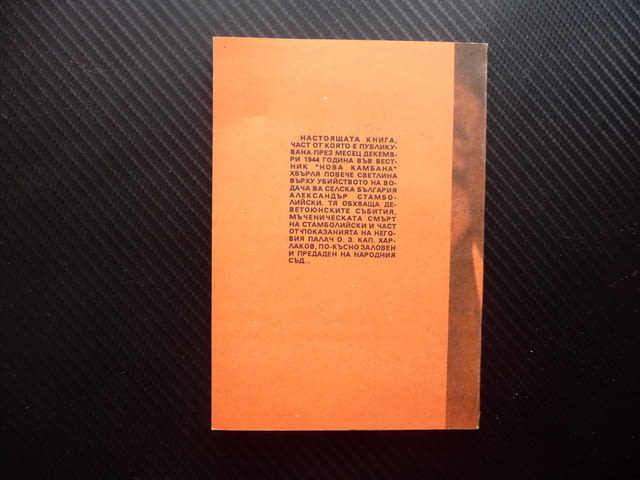 НАСТОЯЩАТА КНИГА,
ЧАСТ ОТ КОЯТО Е ПУБЛИКУ-
ВАНА ПРЕЗ МЕСЕЦ ДЕКЕМВ-
РИ 1944 ГОДИНА ВЪВ ВЕСТ-
НИК "НОВА КАМБАНА"
ХВЪРЛЯ ПОВЕЧЕ СВЕТЛИНА
ВЪРХУ УБИЙСТВОТО НА ВО-
ДАЧА ВА СЕЛСКА БЪЛГАРИЯ
АЛЕКСАНДЪР СТАМБО-
ЛИЙСКИ. ТЯ ОБХВАЩА ДЕ-
ВЕТОЮНСКИТЕ СЪБИТИЯ,
МЪЧЕНИЧЕСКАТА СМЪРТ
НА СТАМБОЛИЙСКИ И ЧАСТ
ОТ ПОКАЗАНИЯТА НА НЕГО-
ВИЯ ПАЛАЧ О. З. КАП. ХАР-
ЛАКОВ, ПО-КЪСНО ЗАЛОВЕН
И ПРЕДАДЕН НА НАРОДНИЯ
СЪД...